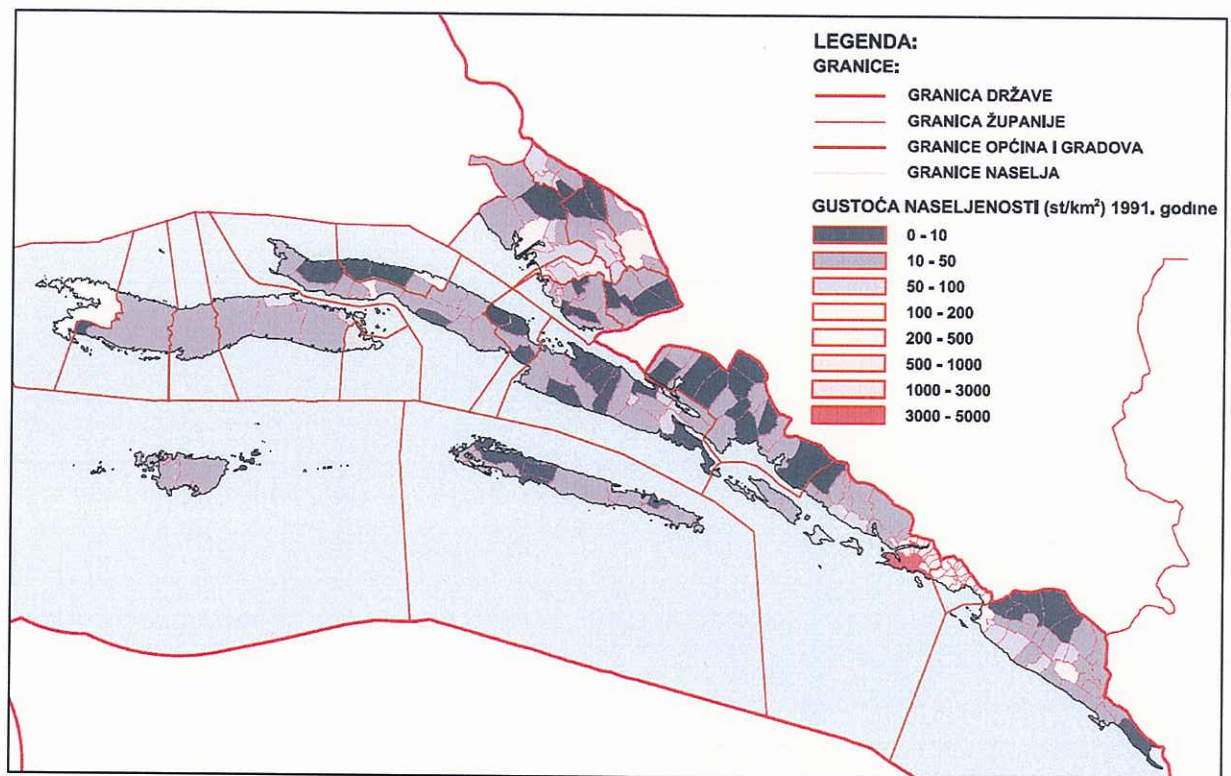 LEGENDA:
GRANICE:
GRANICA DRŽAVE
GRANICA ŽUPANIJE
GRANICE OPĆINA I GRADOVA
GRANICE NASELJA
GUSTOĆA NASELJENOSTI (st/km²) 1991. godine
0 - 10
10 - 50
50 - 100
100 - 200
200 - 500
500 - 1000
1000 - 3000
3000 - 5000